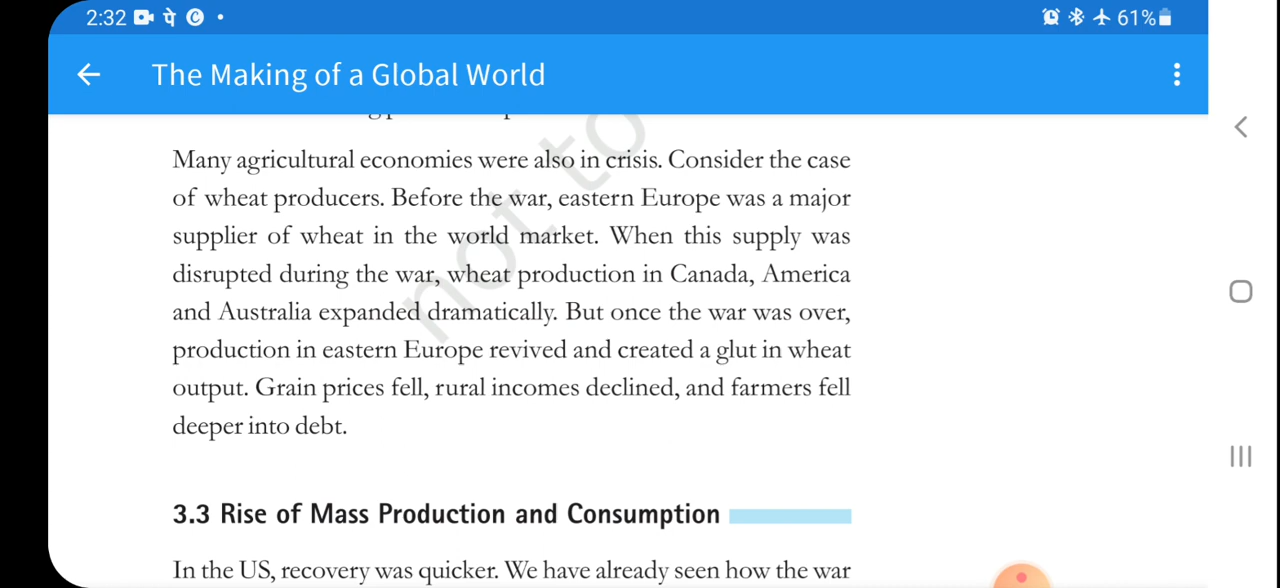 2:32
61%
The Making of a Global World
Many agricultural economies were also in crisis. Consider the case
of wheat producers. Before the war, eastern Europe was a major
supplier of wheat in the world market. When this supply was
disrupted during the war, wheat production in Canada, America
and Australia expanded dramatically. But once the war was over,
production in eastern Europe revived and created a glut in wheat
output. Grain prices fell, rural incomes declined, and farmers fell
deeper into debt.
not to
3.3 Rise of Mass Production and Consumption
In the US, recovery was quicker. We have already seen how the war